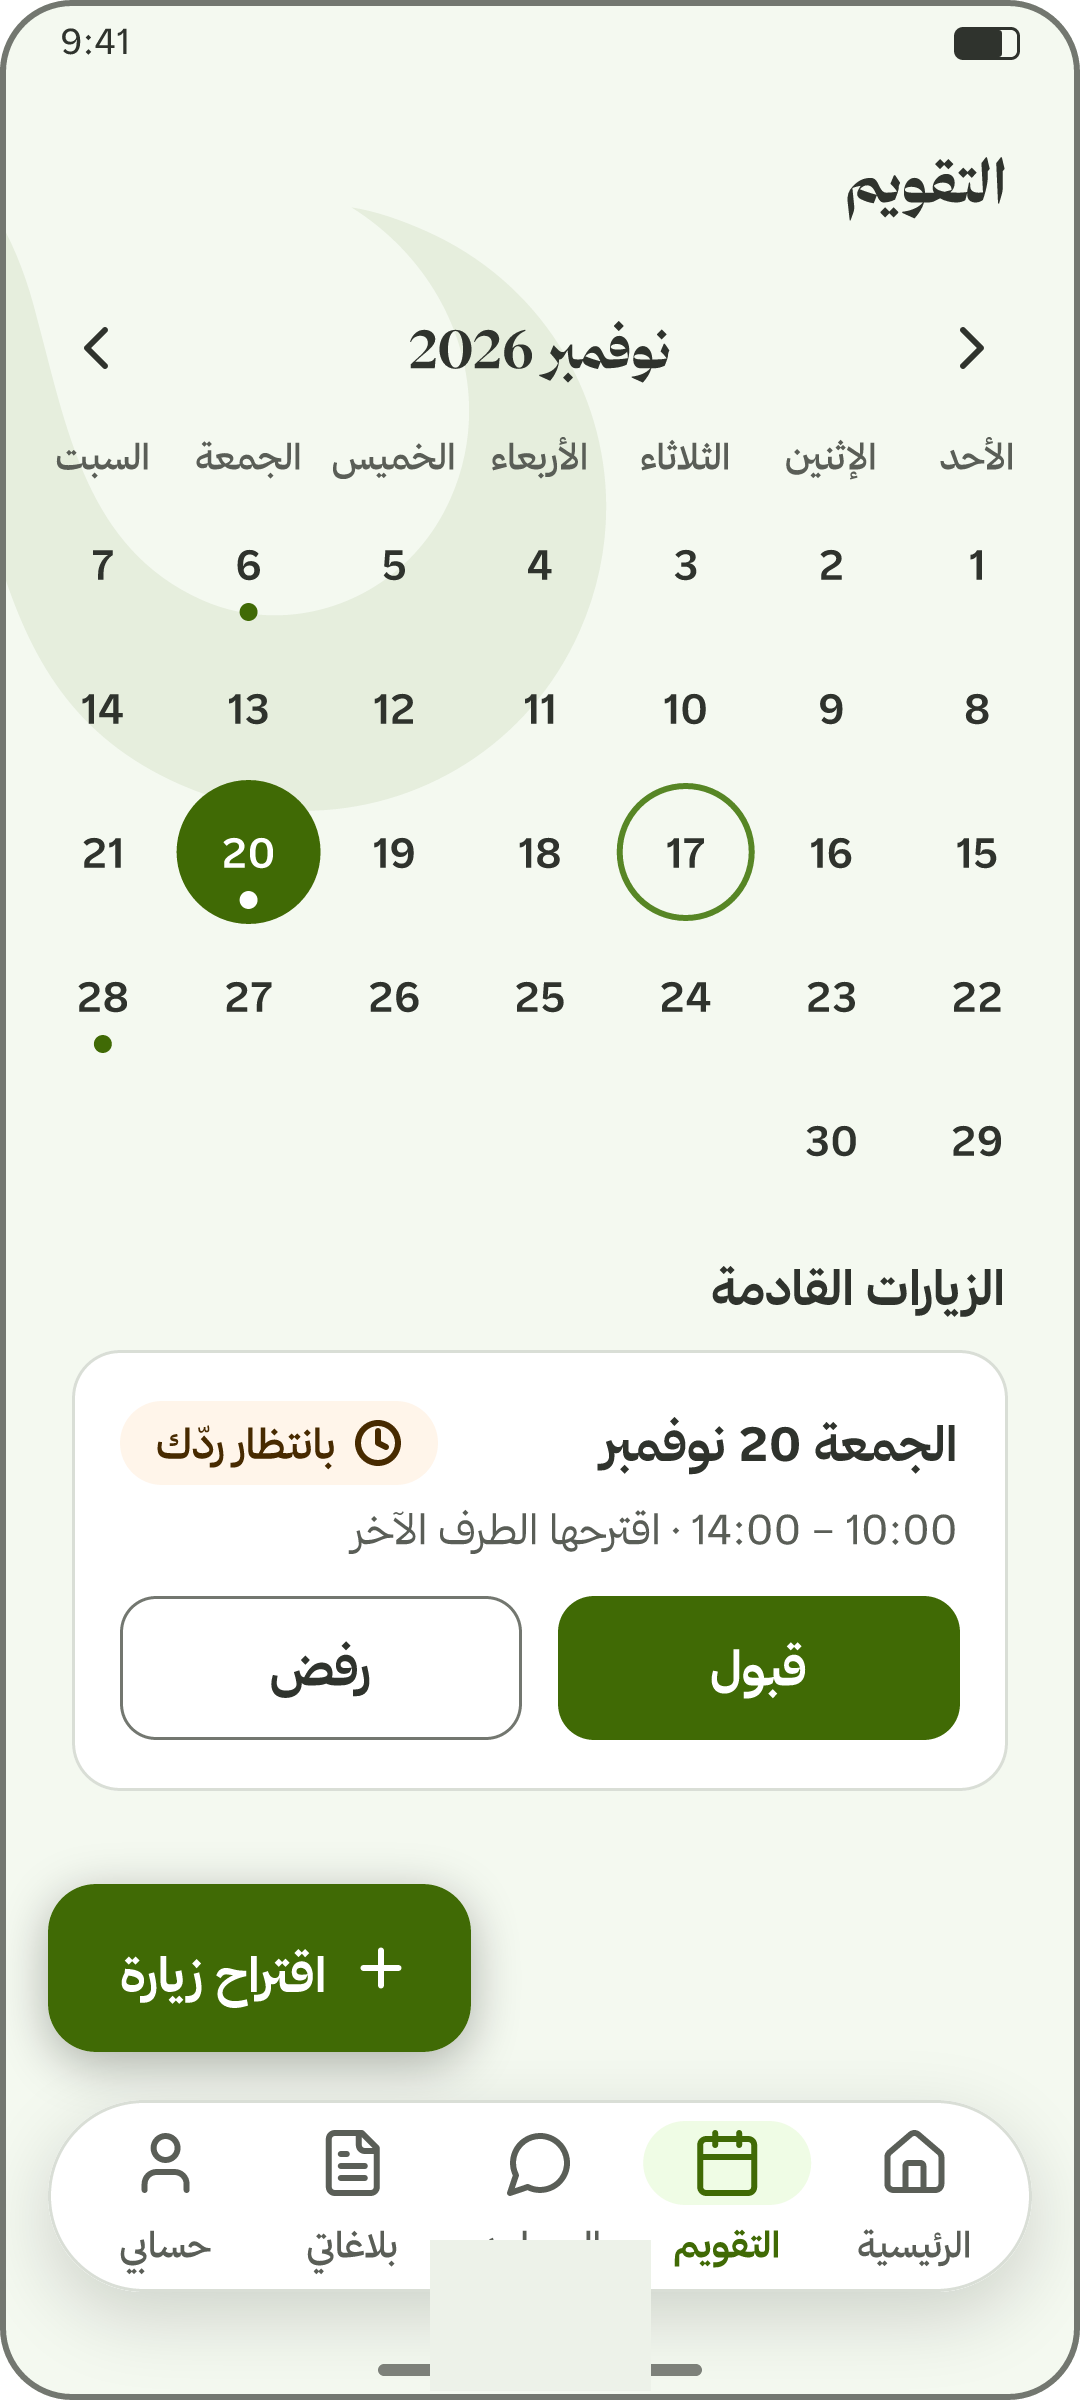 9:41
التقويم
نوفمبر 2026
الأحد الإثنين الثلاثاء الأربعاء الخميس الجمعة السبت
1 2 3 4 5 6 7
8 9 10 11 12 13 14
15 16 17 18 19 20 21
22 23 24 25 26 27 28
29 30
الزيارات القادمة
الجمعة 20 نوفمبر
بانتظار ردّك
10:00 – 14:00 · اقترحها الطرف الآخر
قبول رفض
اقتراح زيارة
الرئيسية التقويم بلاغاتي حسابي